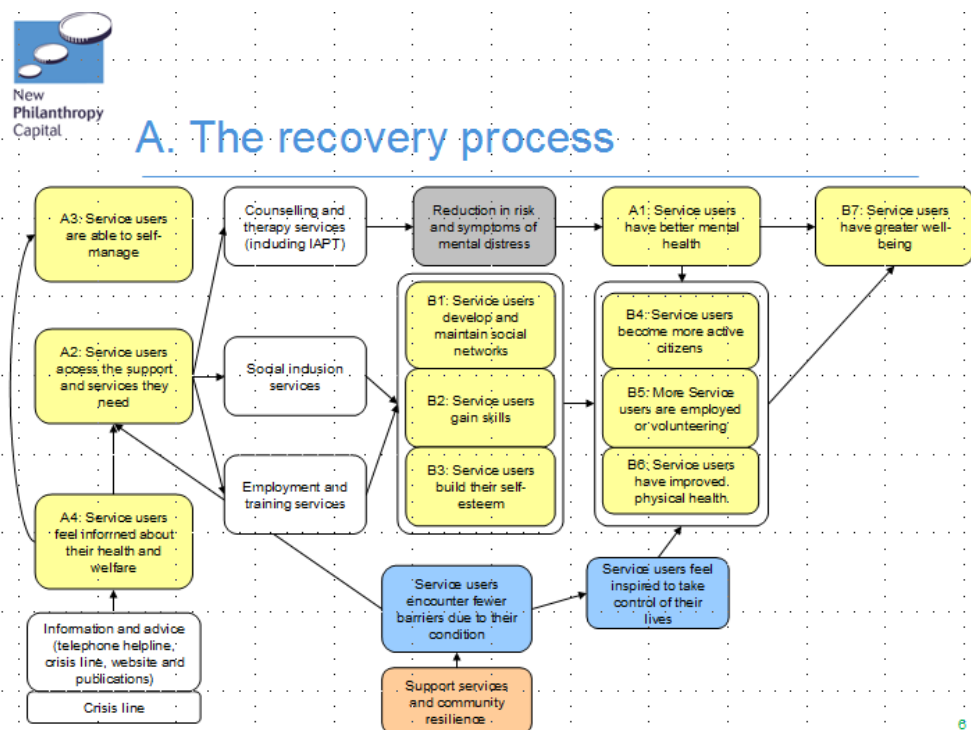 New
Philanthropy
Capital
A. The recovery process
A3: Service users
are able to self-
manage
Counselling and
therapy services
(including IAPT)
Reduction in risk
and symptoms of
mental distress
A1: Service users
have better mental
health
B7: Service users
have greater well-
being
A2: Service users
access the support
and services they
need
Social inclusion
services
B1: Service users
develop and
maintain social
networks
B2: Service users
gain skills
B3: Service users
build their self-
esteem
B4: Service users
become more active
citizens
B5: More Service
users are employed
or volunteering
B6: Service users
have improved
physical health.
Employment and
training services
A4: Service users
feel informed about
their health and
welfare
Service users
encounter fewer
barriers due to their
condition
Service users feel
inspired to take
control of their
lives
Information and advice
(telephone helpline,
crisis line, website and
publications)
Crisis line
Support services
and community
resilience
6